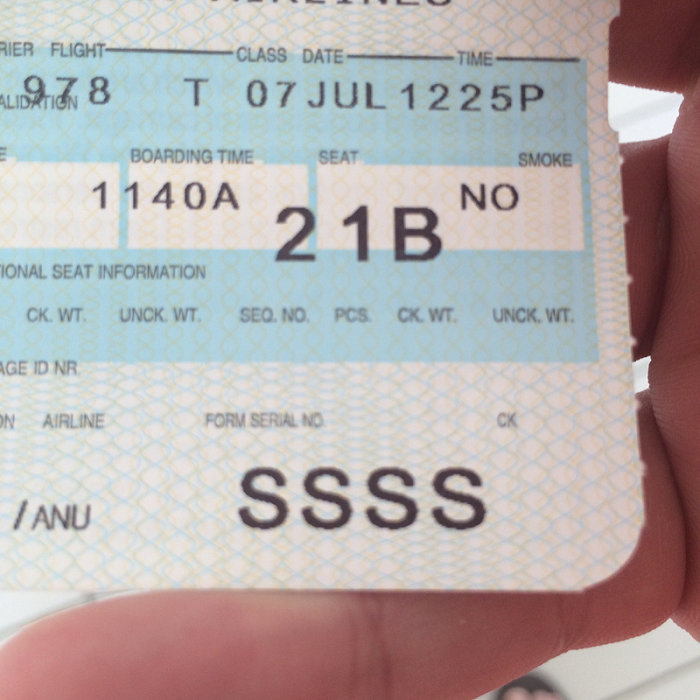 AIRLINES
RIER FLIGHT CLASS DATE TIME
978 T 07JUL 1225P
ALIDATION
E BOARDING TIME SEAT SMOKE
1140A 21B NO
IONAL SEAT INFORMATION
CK. WT. UNCK. WT. SEQ. NO. PCS. CK. WT. UNCK. WT.
AGE ID NR.
ON AIRLINE FORM SERIAL NO. CK
/ANU SSSS